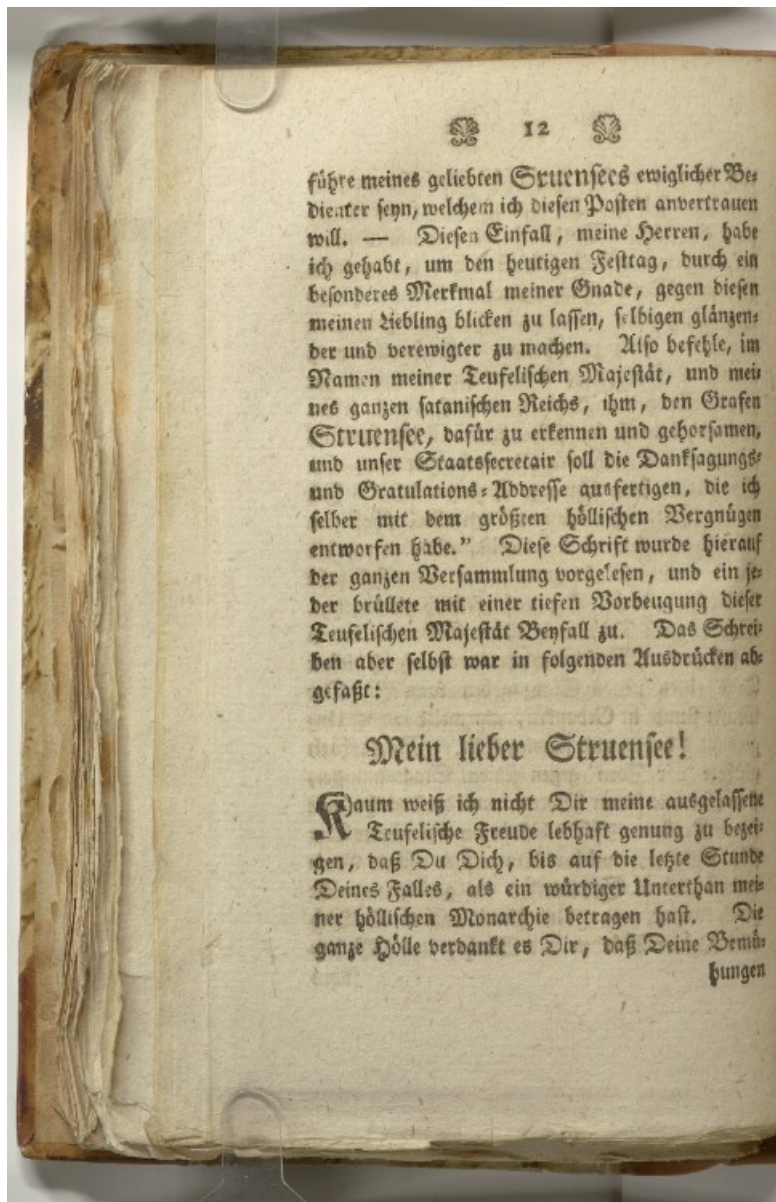 12
führe meines geliebten Struensees ewiglicher Be-
dienter seyn, welchem ich diesen Posten anvertrauen
will. — Diesen Einfall, meine Herren, habe
ich gehabt, um den heutigen Festtag, durch ein
besonderes Merkmal meiner Gnade, gegen diesen
meinen Liebling blicken zu lassen, selbigen glänzen-
der und verewigter zu machen. Also befehle, im
Namen meiner Teufelischen Majestät, und mei
nes ganzen satanischen Reichs, ihm, den Grafen
Struensee, dafür zu erkennen und gehorsamen,
und unser Staatssecretair soll die Danksagungs-
und Gratulations-Addresse ausfertigen, die ich
selber mit dem größten höllischen Vergnügen
entworfen habe.” Diese Schrift wurde hierauf
der ganzen Versammlung vorgelesen, und ein je-
der brüllete mit einer tiefen Vorbeugung dieser
Teufelischen Majestät Beyfall zu. Das Schrei-
ben aber selbst war in folgenden Ausdrücken ab-
gefaßt:
Mein lieber Struensee!
Kaum weiß ich nicht Dir meine ausgelassene
Teufelische Freude lebhaft genung zu bezei-
gen, daß Du Dich, bis auf die letzte Stunde
Deines Falles, als ein würdiger Unterthan mei-
ner höllischen Monarchie betragen hast. Die
ganze Hölle verdankt es Dir, daß Deine Bemü-
hungen